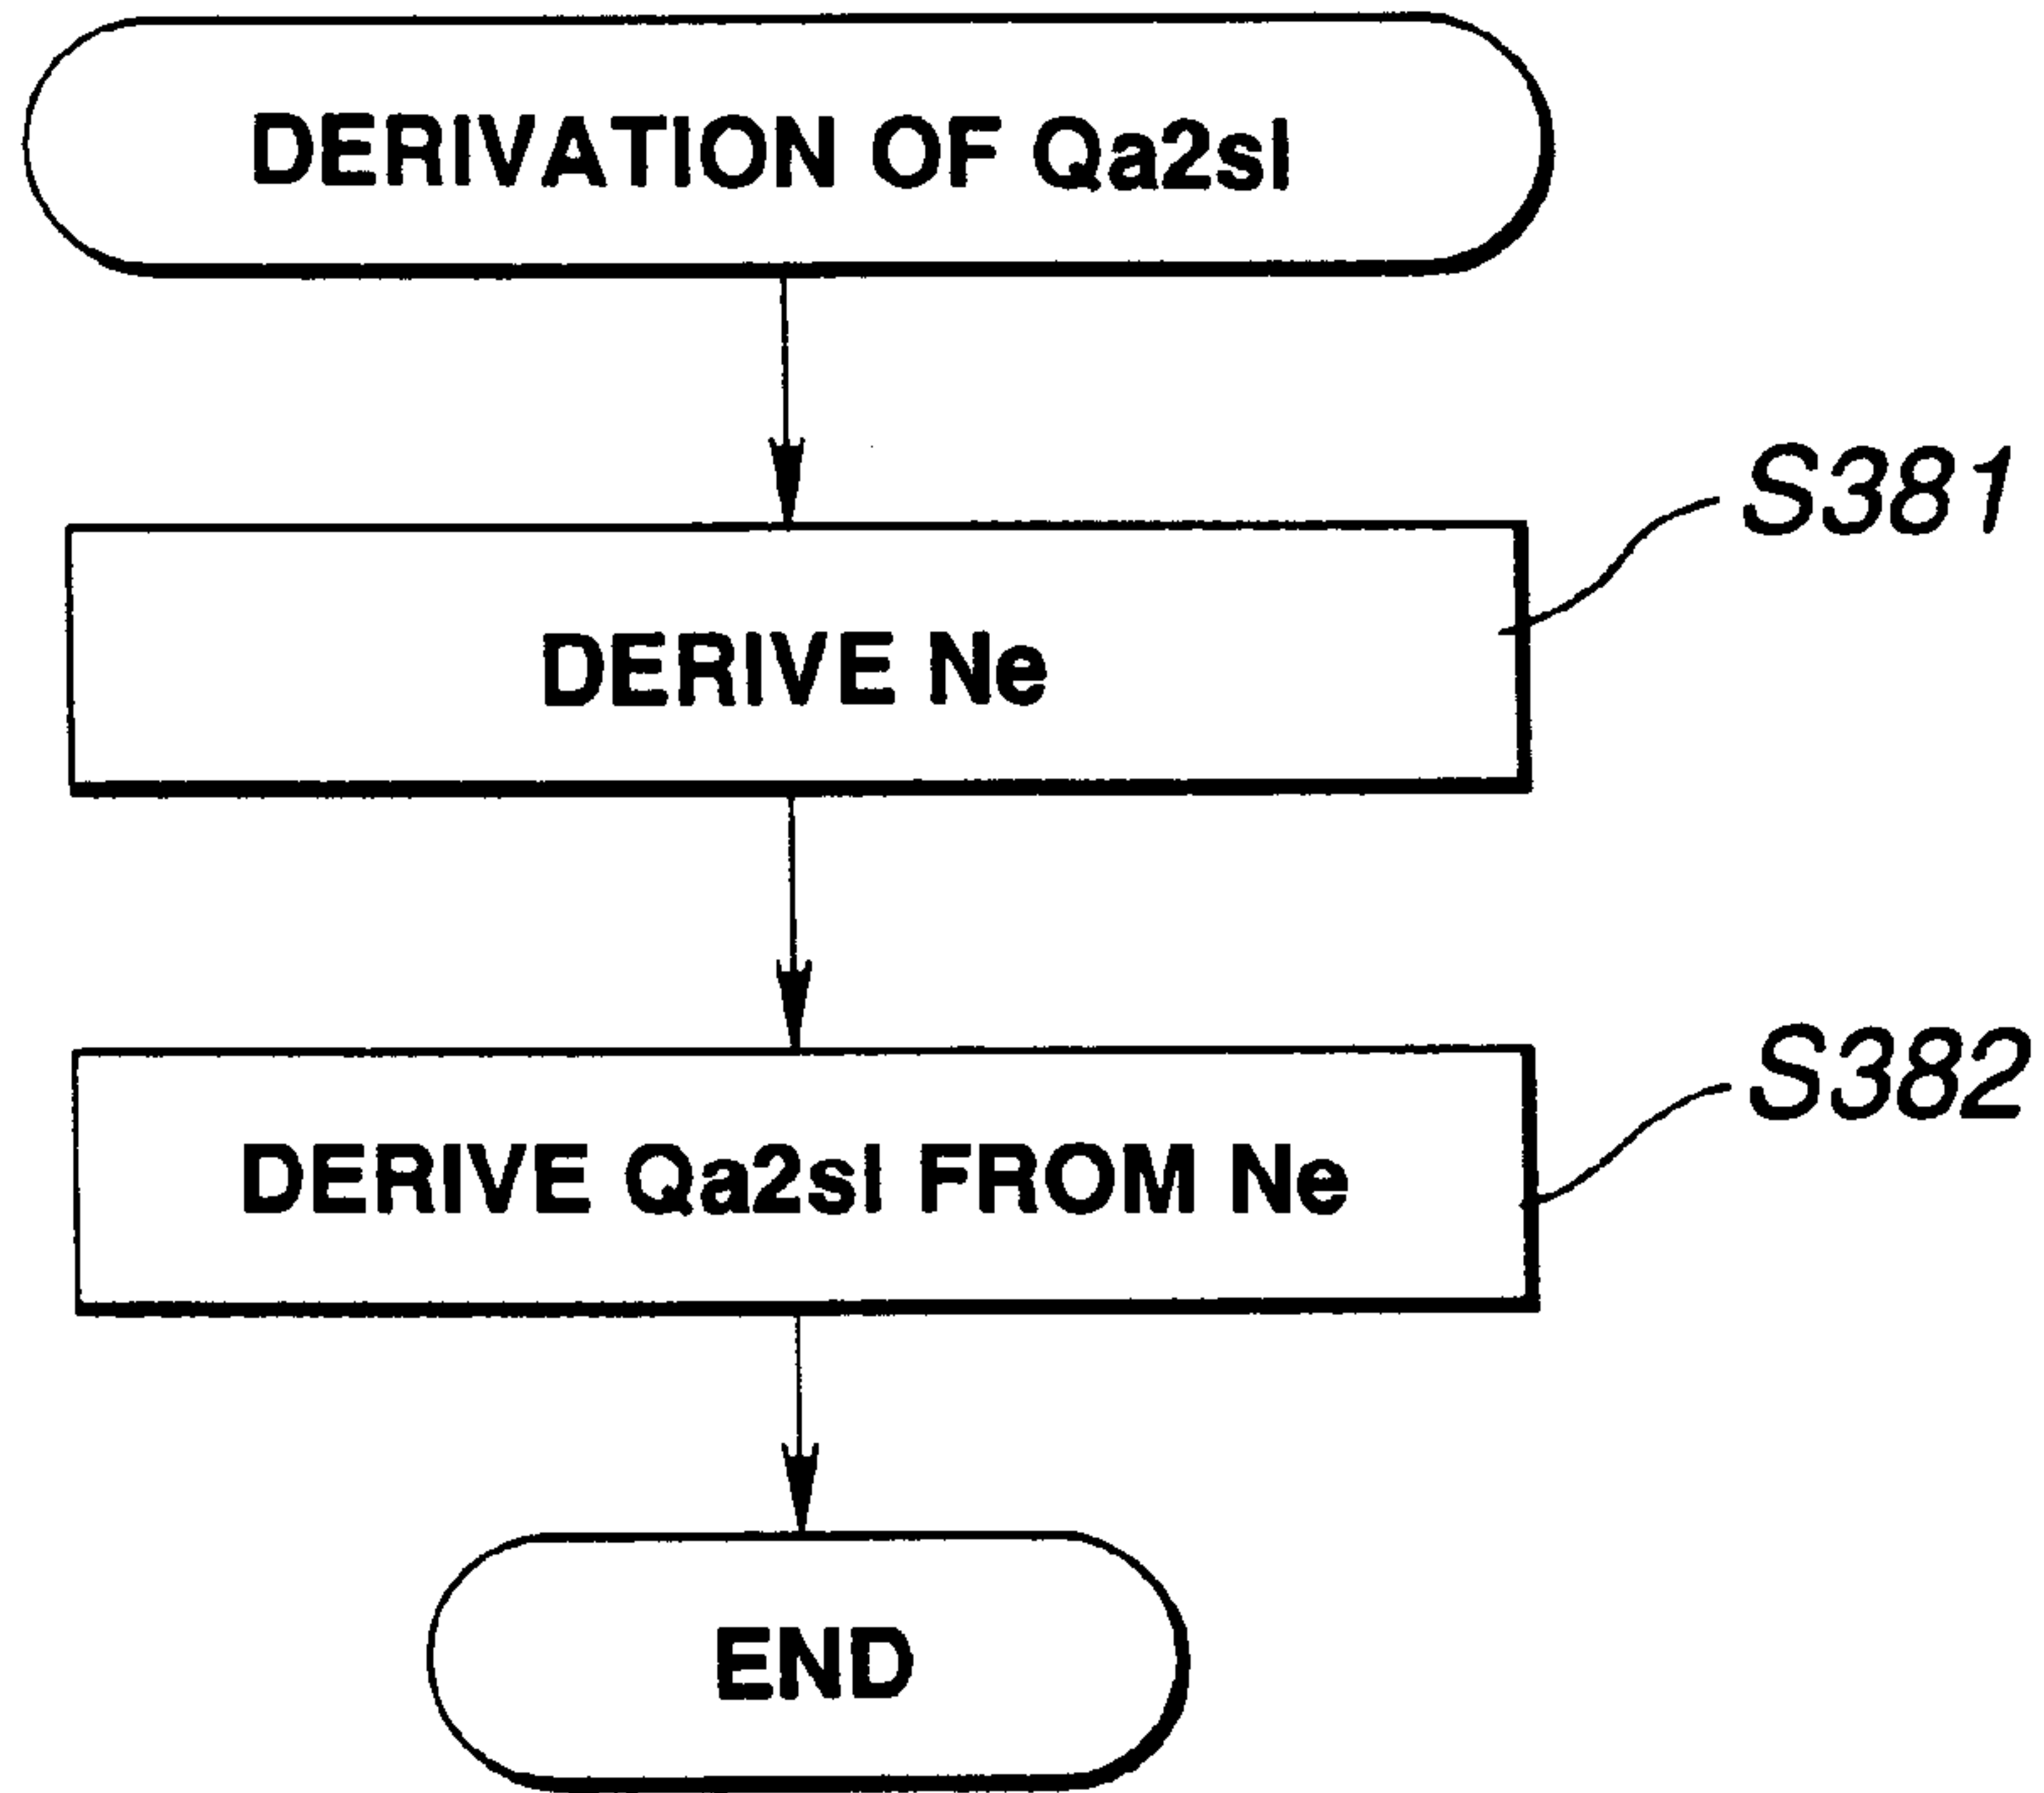 DERIVATION OF Qa2sl
S381
DERIVE Ne
S382
DERIVE Qa2sl FROM Ne
END